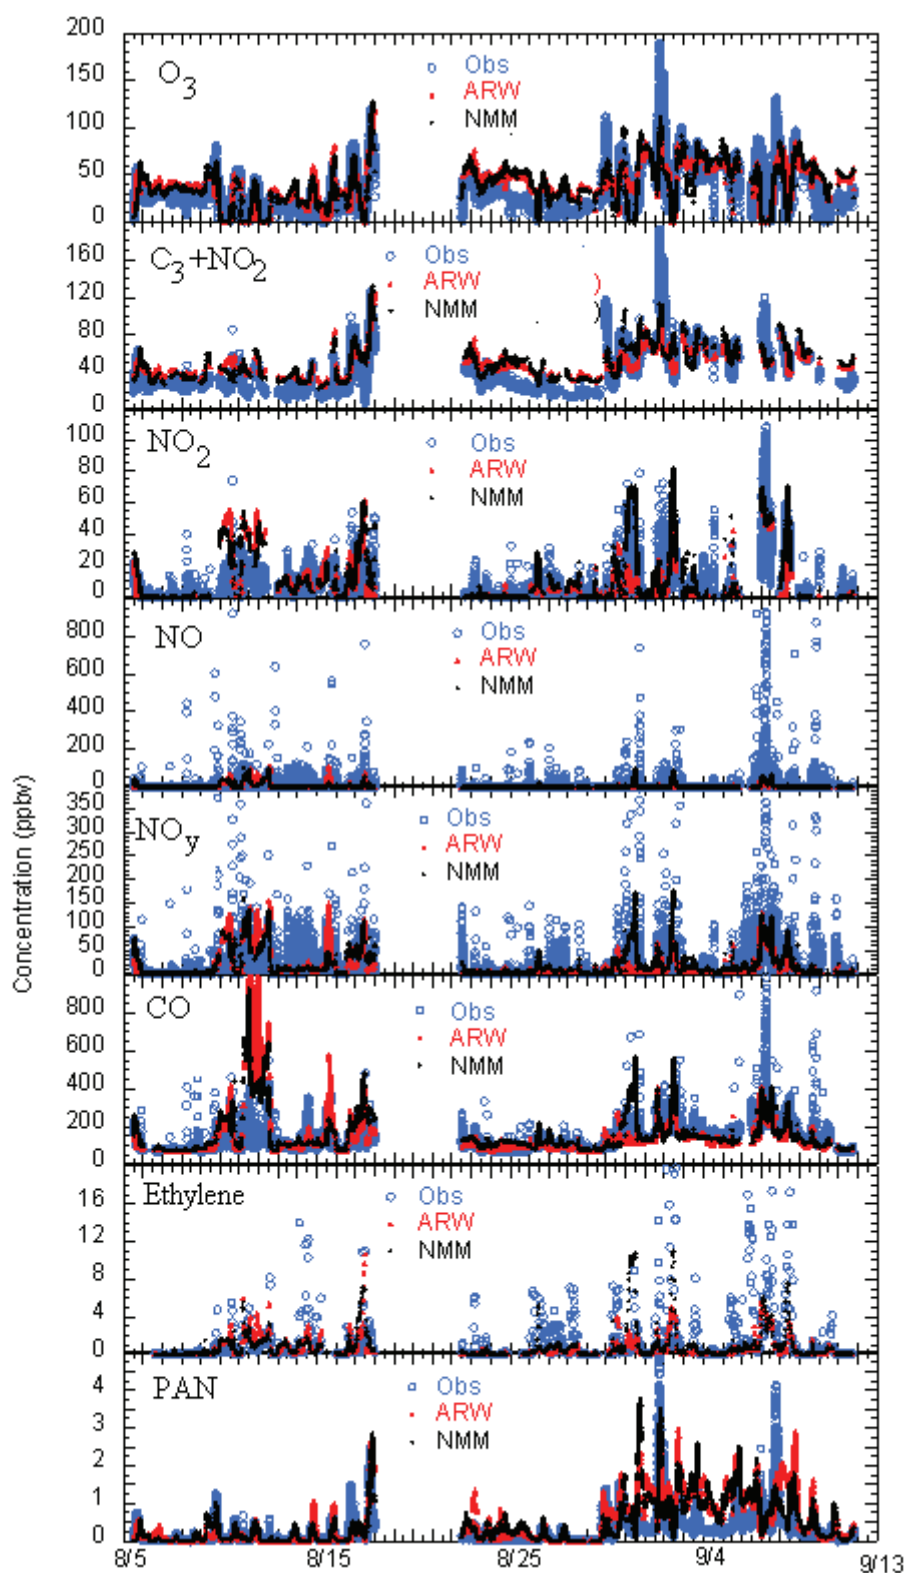 200
150
100
50
0
O3
Obs
ARW
NMM
160
120
80
40
0
C3+NO2
Obs
ARW )
NMM )
100
80
60
40
20
0
NO2
Obs
ARW
NMM
800
600
400
200
0
NO
Obs
ARW
NMM
350
300
250
200
150
100
50
0
NOy
Obs
ARW
NMM
800
600
400
200
0
CO
Obs
ARW
NMM
16
12
8
4
0
Ethylene
Obs
ARW
NMM
4
3
2
1
0
PAN
Obs
ARW
NMM
8/5 8/15 8/25 9/4 9/13
Concentration (ppbv)